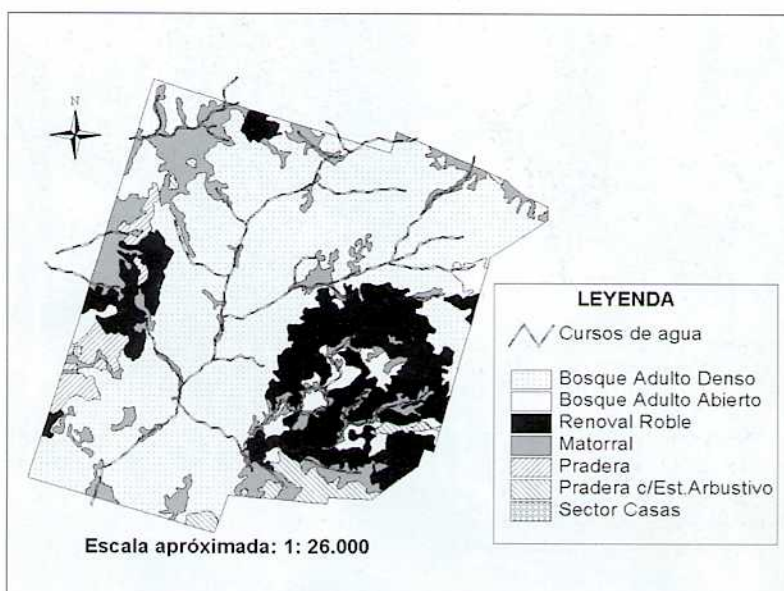 N
LEYENDA
Cursos de agua
Bosque Adulto Denso
Bosque Adulto Abierto
Renoval Roble
Matorral
Pradera
Pradera c/Est.Arbustivo
Sector Casas
Escala apróximada: 1: 26.000